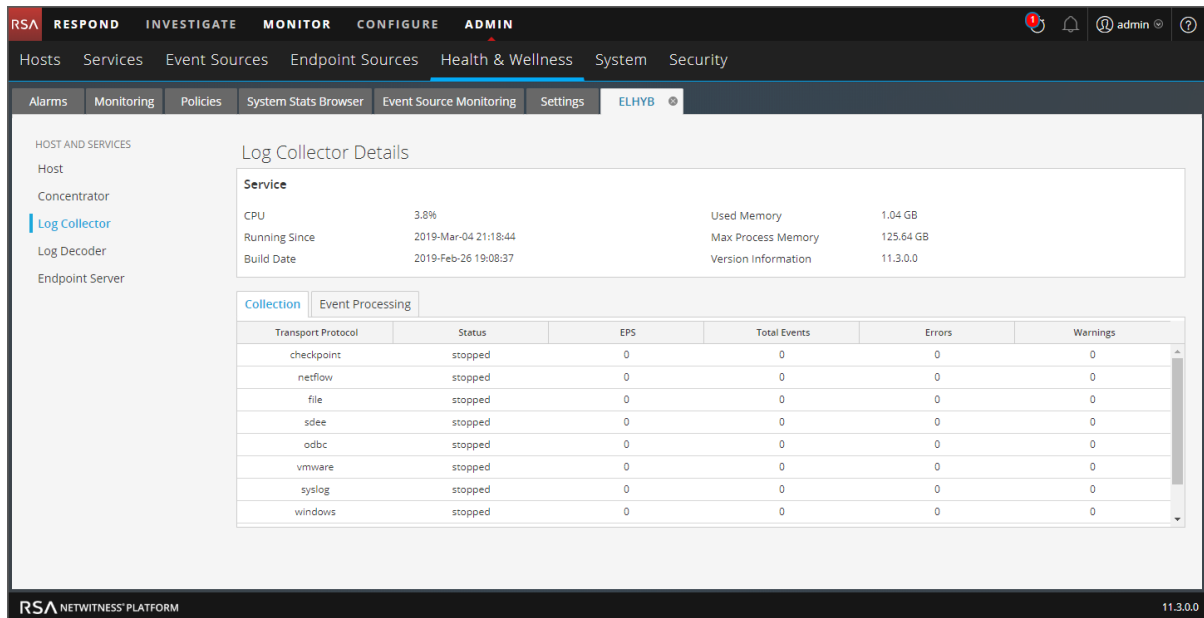 RSA RESPOND INVESTIGATE MONITOR CONFIGURE ADMIN 1 admin ?
Hosts Services Event Sources Endpoint Sources Health & Wellness System Security
Alarms Monitoring Policies System Stats Browser Event Source Monitoring Settings ELHYB
HOST AND SERVICES
Host
Concentrator
Log Collector
Log Decoder
Endpoint Server
Log Collector Details
Service
CPU 3.8% Used Memory 1.04 GB
Running Since 2019-Mar-04 21:18:44 Max Process Memory 125.64 GB
Build Date 2019-Feb-26 19:08:37 Version Information 11.3.0.0
Collection Event Processing
Transport Protocol Status EPS Total Events Errors Warnings
checkpoint stopped 0 0 0 0
netflow stopped 0 0 0 0
file stopped 0 0 0 0
sdee stopped 0 0 0 0
odbc stopped 0 0 0 0
vmware stopped 0 0 0 0
syslog stopped 0 0 0 0
windows stopped 0 0 0 0
RSA NETWITNESS® PLATFORM 11.3.0.0